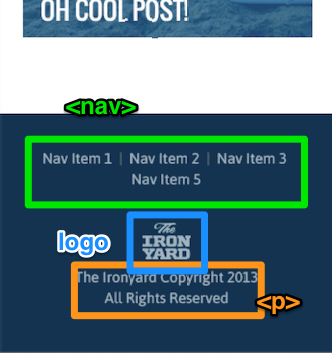 OH COOL POST!
<nav>
Nav Item 1 | Nav Item 2 | Nav Item 3
Nav Item 5
logo
The
IRON
YARD
The Ironyard Copyright 2013
All Rights Reserved
<p>